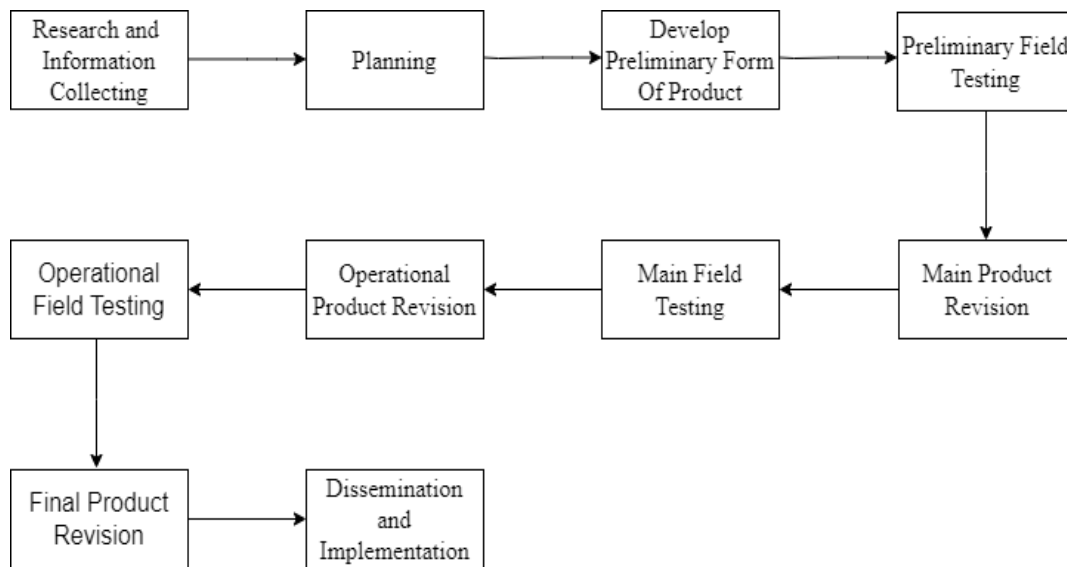 Research and
Information
Collecting
Planning
Develop
Preliminary Form
Of Product
Preliminary Field
Testing
Main Product
Revision
Main Field
Testing
Operational
Product Revision
Operational
Field Testing
Final Product
Revision
Dissemination
and
Implementation